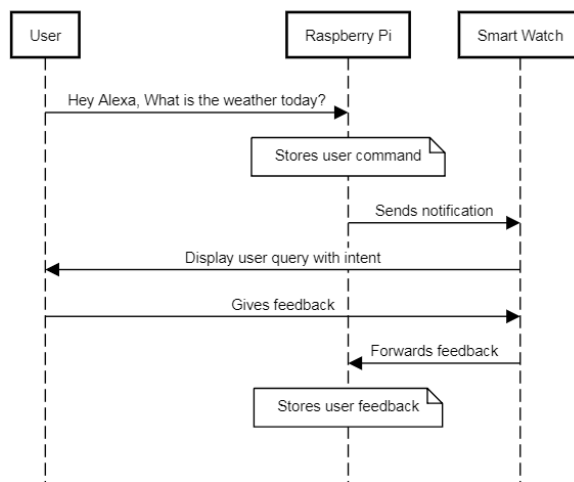 User
Raspberry Pi
Smart Watch
Hey Alexa, What is the weather today?
Stores user command
Sends notification
Display user query with intent
Gives feedback
Forwards feedback
Stores user feedback